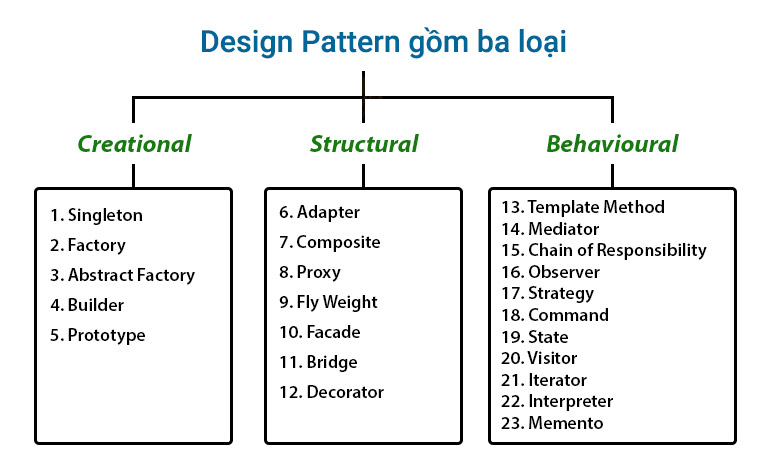 Design Pattern gồm ba loại
Creational
Structural
Behavioural
1. Singleton
2. Factory
3. Abstract Factory
4. Builder
5. Prototype
6. Adapter
7. Composite
8. Proxy
9. Fly Weight
10. Facade
11. Bridge
12. Decorator
13. Template Method
14. Mediator
15. Chain of Responsibility
16. Observer
17. Strategy
18. Command
19. State
20. Visitor
21. Iterator
22. Interpreter
23. Memento